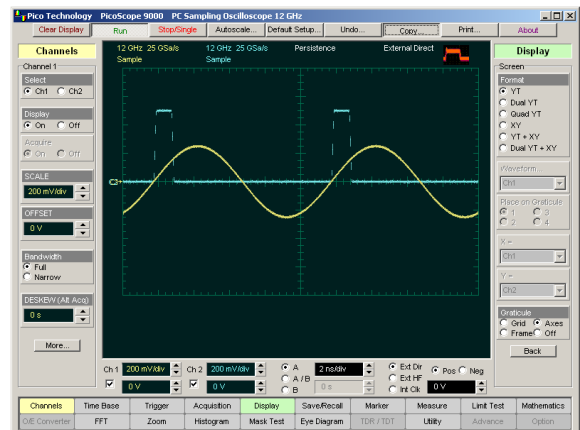 Pico Technology PicoScope 9000 PC Sampling Oscilloscope 12 GHz
Clear Display Run Stop/Single Autoscale... Default Setup... Undo... Copy... Print... About
Channels
Channel 1
Select
Ch1 Ch2
Display
On Off
Acquire
On Off
SCALE
200 mV/div
OFFSET
0 V
Bandwidth
Full
Narrow
DESKEW (Alt Acq)
0 s
More...
12 GHz 25 GSa/s 12 GHz 25 GSa/s Persistence External Direct
Sample Sample
Display
Screen
Format
YT
Dual YT
Quad YT
XY
YT + XY
Dual YT + XY
Waveform...
Ch1
Place on Graticule
1 3
2 4
X =
Ch1
Y =
Ch2
Graticule
Grid Axes
Frame Off
Back
Ch 1 200 mV/div Ch 2 200 mV/div A 2 ns/div Ext Dir Pos Neg
A / B Ext HF
0 V 0 V B 0 s Int Clk 0 V
Channels Time Base Trigger Acquisition Display Save/Recall Marker Measure Limit Test Mathematics
O/E Converter FFT Zoom Histogram Mask Test Eye Diagram TDR / TDT Utility Advance Option